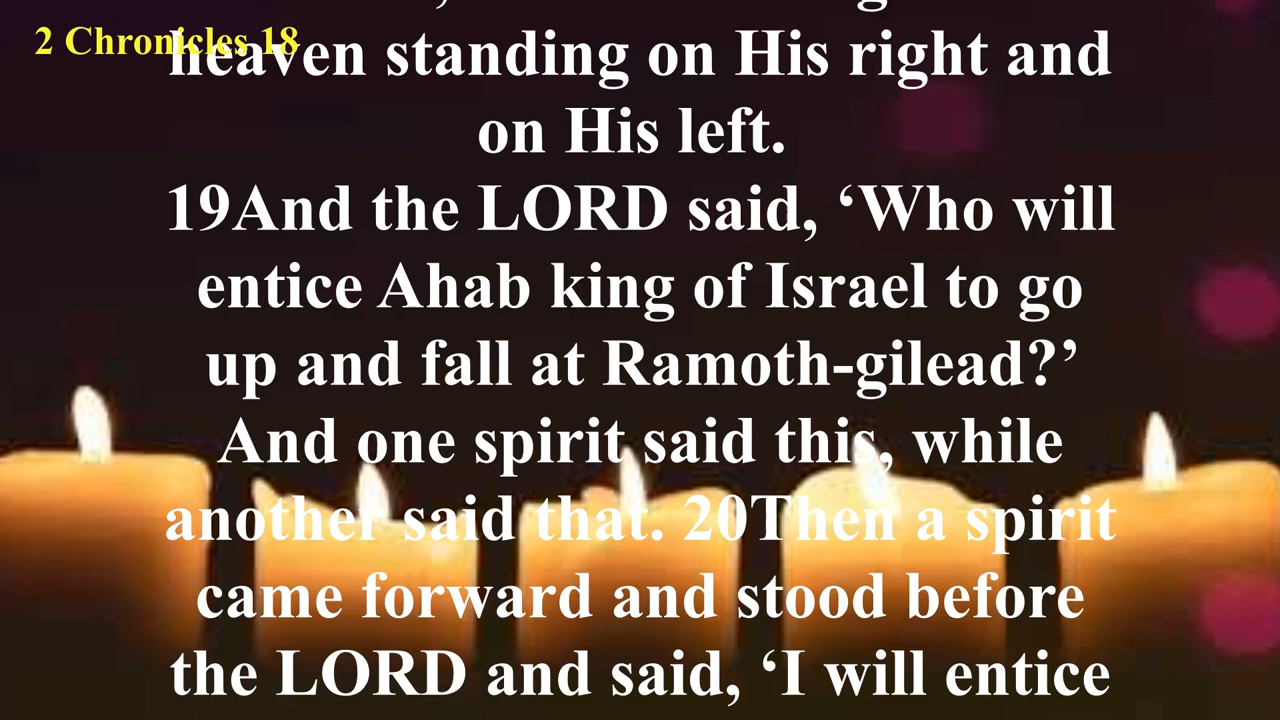 2 Chronicles 18
heaven standing on His right and
on His left.
19And the LORD said, ‘Who will
entice Ahab king of Israel to go
up and fall at Ramoth-gilead?’
And one spirit said this, while
another said that. 20Then a spirit
came forward and stood before
the LORD and said, ‘I will entice